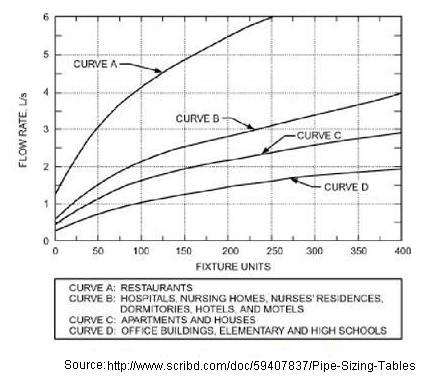 6
5
4
3
2
1
0
FLOW RATE, L/s
CURVE A
CURVE B
CURVE C
CURVE D
0 50 100 150 200 250 300 350 400
FIXTURE UNITS
CURVE A: RESTAURANTS
CURVE B: HOSPITALS, NURSING HOMES, NURSES' RESIDENCES,
DORMITORIES, HOTELS, AND MOTELS
CURVE C: APARTMENTS AND HOUSES
CURVE D: OFFICE BUILDINGS, ELEMENTARY AND HIGH SCHOOLS
Source:http://www.scribd.com/doc/59407837/Pipe-Sizing-Tables